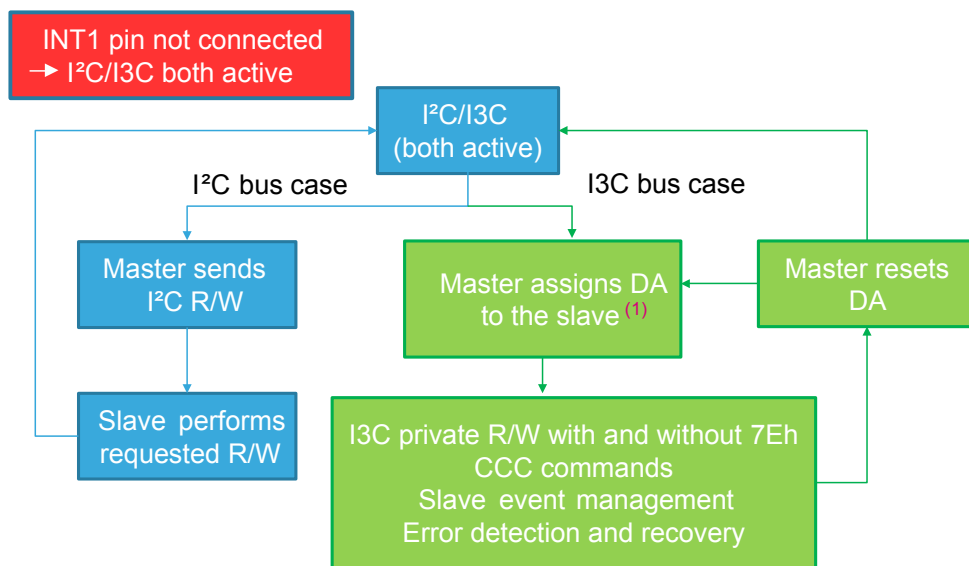 INT1 pin not connected
→ I²C/I3C both active
I²C/I3C
(both active)
I²C bus case
I3C bus case
Master sends
I²C R/W
Master assigns DA
to the slave (1)
Master resets
DA
Slave performs
requested R/W
I3C private R/W with and without 7Eh
CCC commands
Slave event management
Error detection and recovery